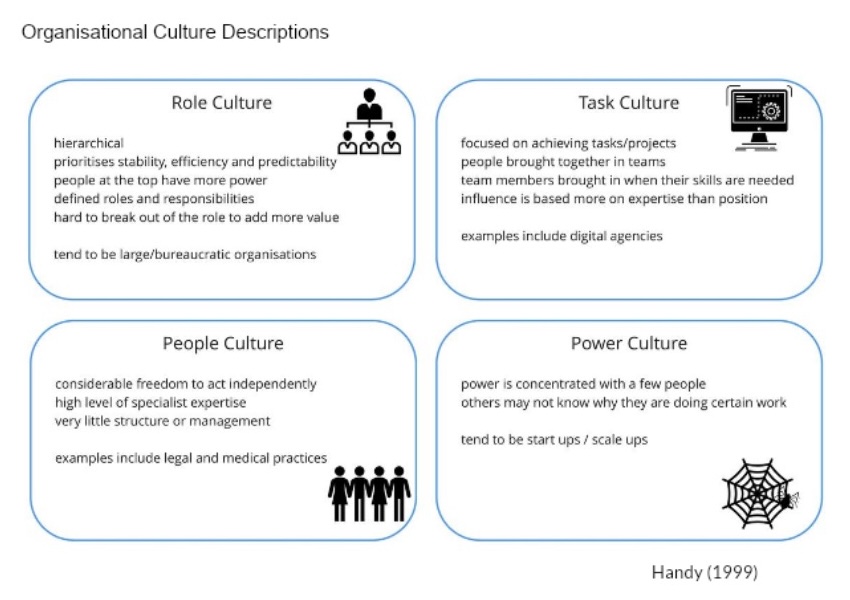 Organisational Culture Descriptions
Role Culture
hierarchical
prioritises stability, efficiency and predictability
people at the top have more power
defined roles and responsibilities
hard to break out of the role to add more value
tend to be large/bureaucratic organisations
Task Culture
focused on achieving tasks/projects
people brought together in teams
team members brought in when their skills are needed
influence is based more on expertise than position
examples include digital agencies
People Culture
considerable freedom to act independently
high level of specialist expertise
very little structure or management
examples include legal and medical practices
Power Culture
power is concentrated with a few people
others may not know why they are doing certain work
tend to be start ups / scale ups
Handy (1999)